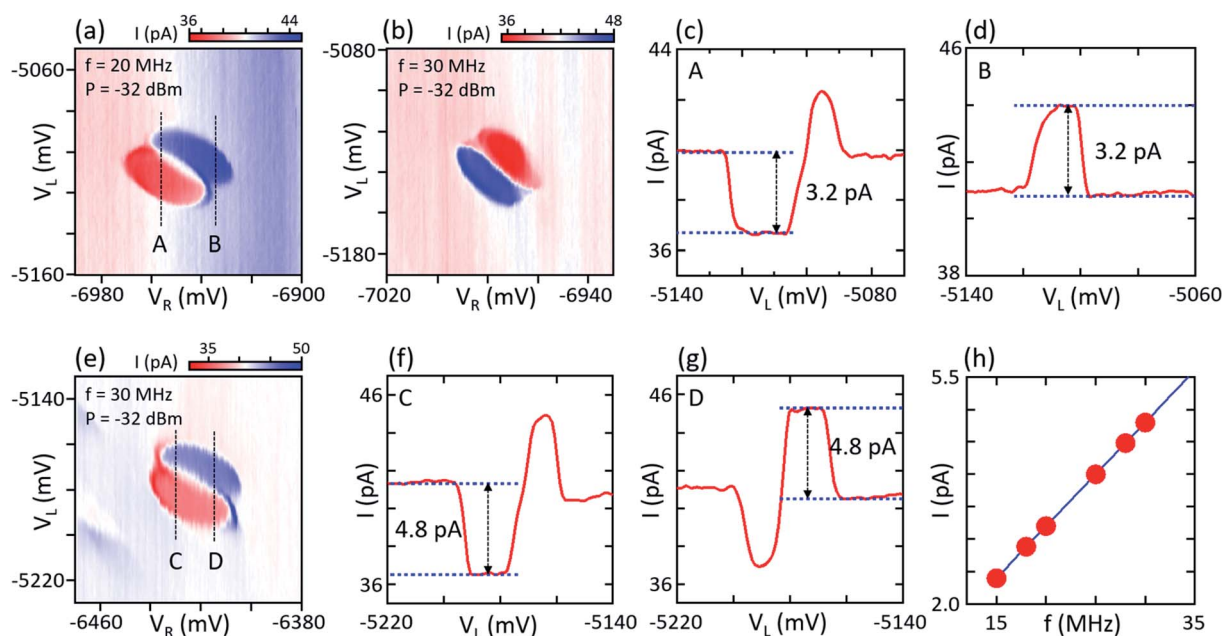 (a) I (pA) 36 44
f = 20 MHz
P = -32 dBm
-5060
-5160
V_L (mV)
A B
-6980 V_R (mV) -6900
(b) I (pA) 36 48
f = 30 MHz
P = -32 dBm
-5080
-5180
V_L (mV)
-7020 V_R (mV) -6940
(c)
44
A
I (pA)
3.2 pA
36
-5140 V_L (mV) -5080
(d)
46
B
I (pA)
3.2 pA
38
-5140 V_L (mV) -5060
(e) I (pA) 35 50
f = 30 MHz
P = -32 dBm
-5140
-5220
V_L (mV)
C D
-6460 V_R (mV) -6380
(f)
46
C
I (pA)
4.8 pA
36
-5220 V_L (mV) -5140
(g)
46
D
I (pA)
4.8 pA
36
-5220 V_L (mV) -5140
(h)
5.5
I (pA)
2.0
15 f (MHz) 35